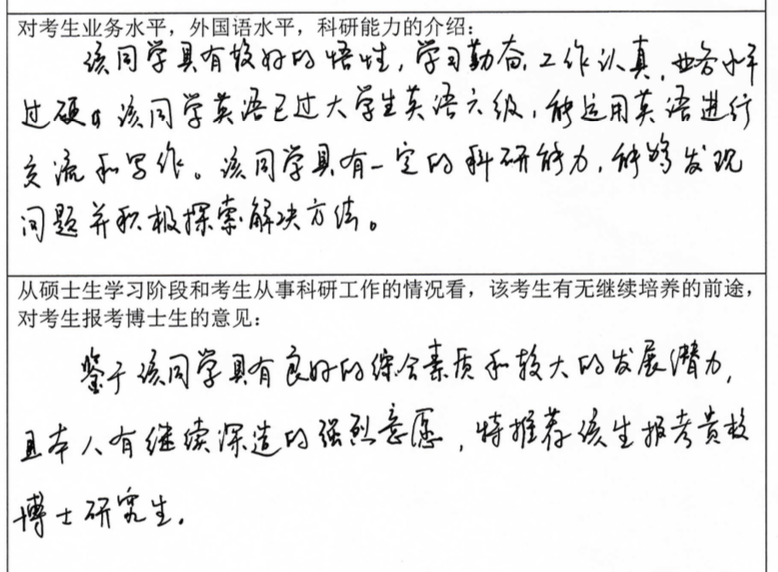 对考生业务水平，外国语水平，科研能力的介绍：
该同学具有较好的悟性，学习勤奋，工作认真，业务水平
过硬。该同学英语已过大学生英语六级，能运用英语进行
交流和写作。该同学具有一定的科研能力，能够发现
问题并积极探索解决方法。
从硕士生学习阶段和考生从事科研工作的情况看，该考生有无继续培养的前途，
对考生报考博士生的意见：
鉴于该同学具有良好的综合素质和较大的发展潜力，
且本人有继续深造的强烈意愿，特推荐该生报考贵校
博士研究生。